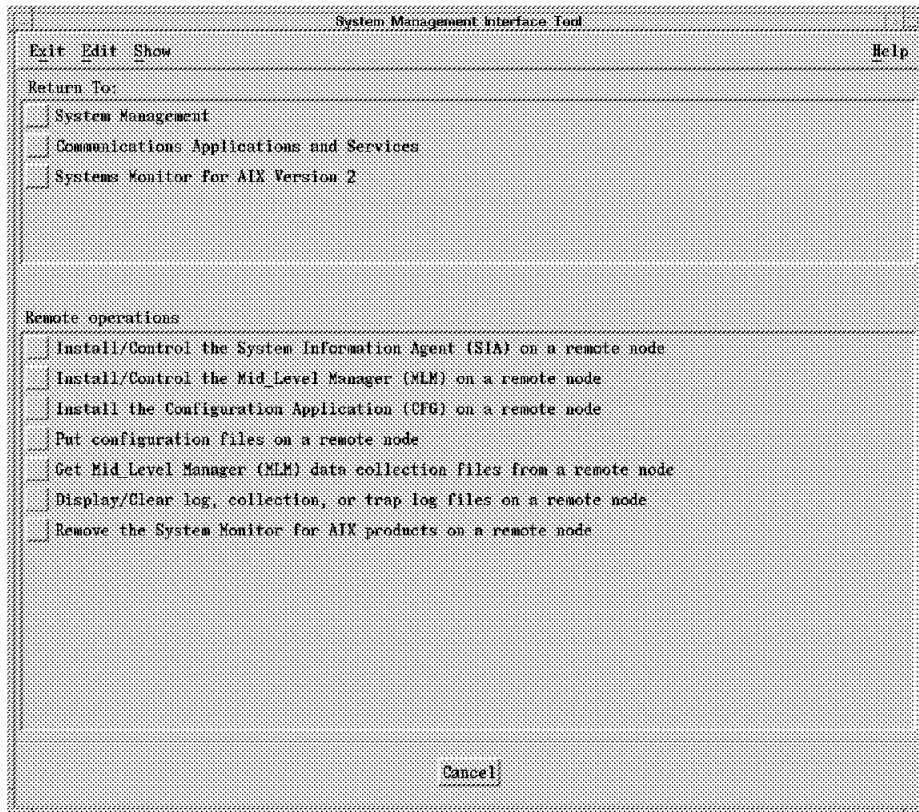 System Management Interface Tool
Exit Edit Show Help
Return To:
System Management
Communications Applications and Services
Systems Monitor for AIX Version 2
Remote operations
Install/Control the System Information Agent (SIA) on a remote node
Install/Control the Mid_Level Manager (MLM) on a remote node
Install the Configuration Application (CFG) on a remote node
Put configuration files on a remote node
Get Mid_Level Manager (MLM) data collection files from a remote node
Display/Clear log, collection, or trap log files on a remote node
Remove the System Monitor for AIX products on a remote node
Cancel